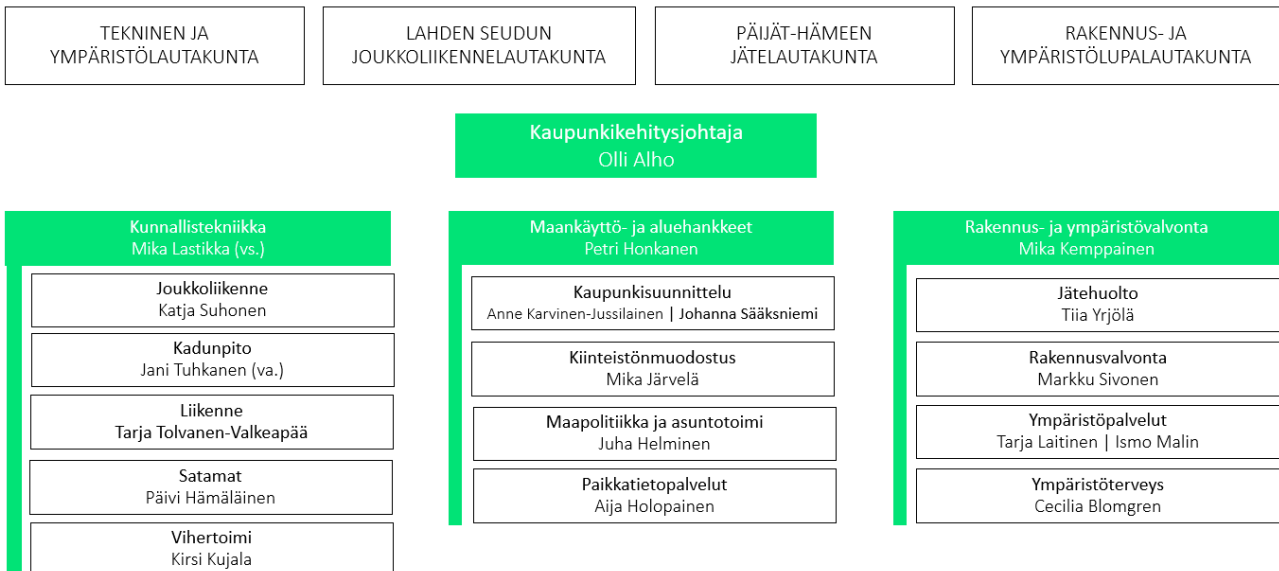 TEKNINEN JA
YMPÄRISTÖLAUTAKUNTA
LAHDEN SEUDUN
JOUKKOLIIKENNELAUTAKUNTA
PÄIJÄT-HÄMEEN
JÄTELAUTAKUNTA
RAKENNUS- JA
YMPÄRISTÖLUPALAUTAKUNTA
Kaupunkikehitysjohtaja
Olli Alho
Kunnallistekniikka
Mika Lastikka (vs.)
Joukkoliikenne
Katja Suhonen
Kadunpito
Jani Tuhkanen (va.)
Liikenne
Tarja Tolvanen-Valkeapää
Satamat
Päivi Hämäläinen
Vihertoimi
Kirsi Kujala
Maankäyttö- ja aluehankkeet
Petri Honkanen
Kaupunkisuunnittelu
Anne Karvinen-Jussilainen | Johanna Sääksniemi
Kiinteistönmuodostus
Mika Järvelä
Maapolitiikka ja asuntotoimi
Juha Helminen
Paikkatietopalvelut
Aija Holopainen
Rakennus- ja ympäristövalvonta
Mika Kemppainen
Jätehuolto
Tiia Yrjölä
Rakennusvalvonta
Markku Sivonen
Ympäristöpalvelut
Tarja Laitinen | Ismo Malin
Ympäristöterveys
Cecilia Blomgren